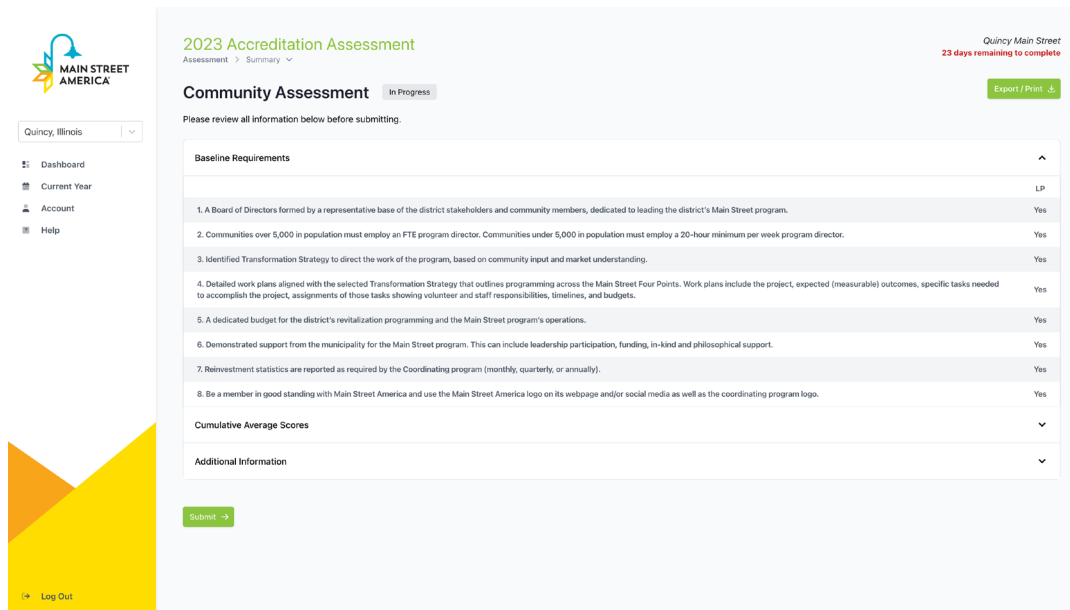 MAIN STREET
AMERICA
Quincy, Illinois
Dashboard
Current Year
Account
Help
Log Out
2023 Accreditation Assessment
Assessment > Summary
Quincy Main Street
23 days remaining to complete
Community Assessment In Progress
Export / Print
Please review all information below before submitting.
Baseline Requirements
LP
1. A Board of Directors formed by a representative base of the district stakeholders and community members, dedicated to leading the district's Main Street program. Yes
2. Communities over 5,000 in population must employ an FTE program director. Communities under 5,000 in population must employ a 20-hour minimum per week program director. Yes
3. Identified Transformation Strategy to direct the work of the program, based on community input and market understanding. Yes
4. Detailed work plans aligned with the selected Transformation Strategy that outlines programming across the Main Street Four Points. Work plans include the project, expected (measurable) outcomes, specific tasks needed
to accomplish the project, assignments of those tasks showing volunteer and staff responsibilities, timelines, and budgets. Yes
5. A dedicated budget for the district's revitalization programming and the Main Street program's operations. Yes
6. Demonstrated support from the municipality for the Main Street program. This can include leadership participation, funding, in-kind and philosophical support. Yes
7. Reinvestment statistics are reported as required by the Coordinating program (monthly, quarterly, or annually). Yes
8. Be a member in good standing with Main Street America and use the Main Street America logo on its webpage and/or social media as well as the coordinating program logo. Yes
Cumulative Average Scores
Additional Information
Submit →